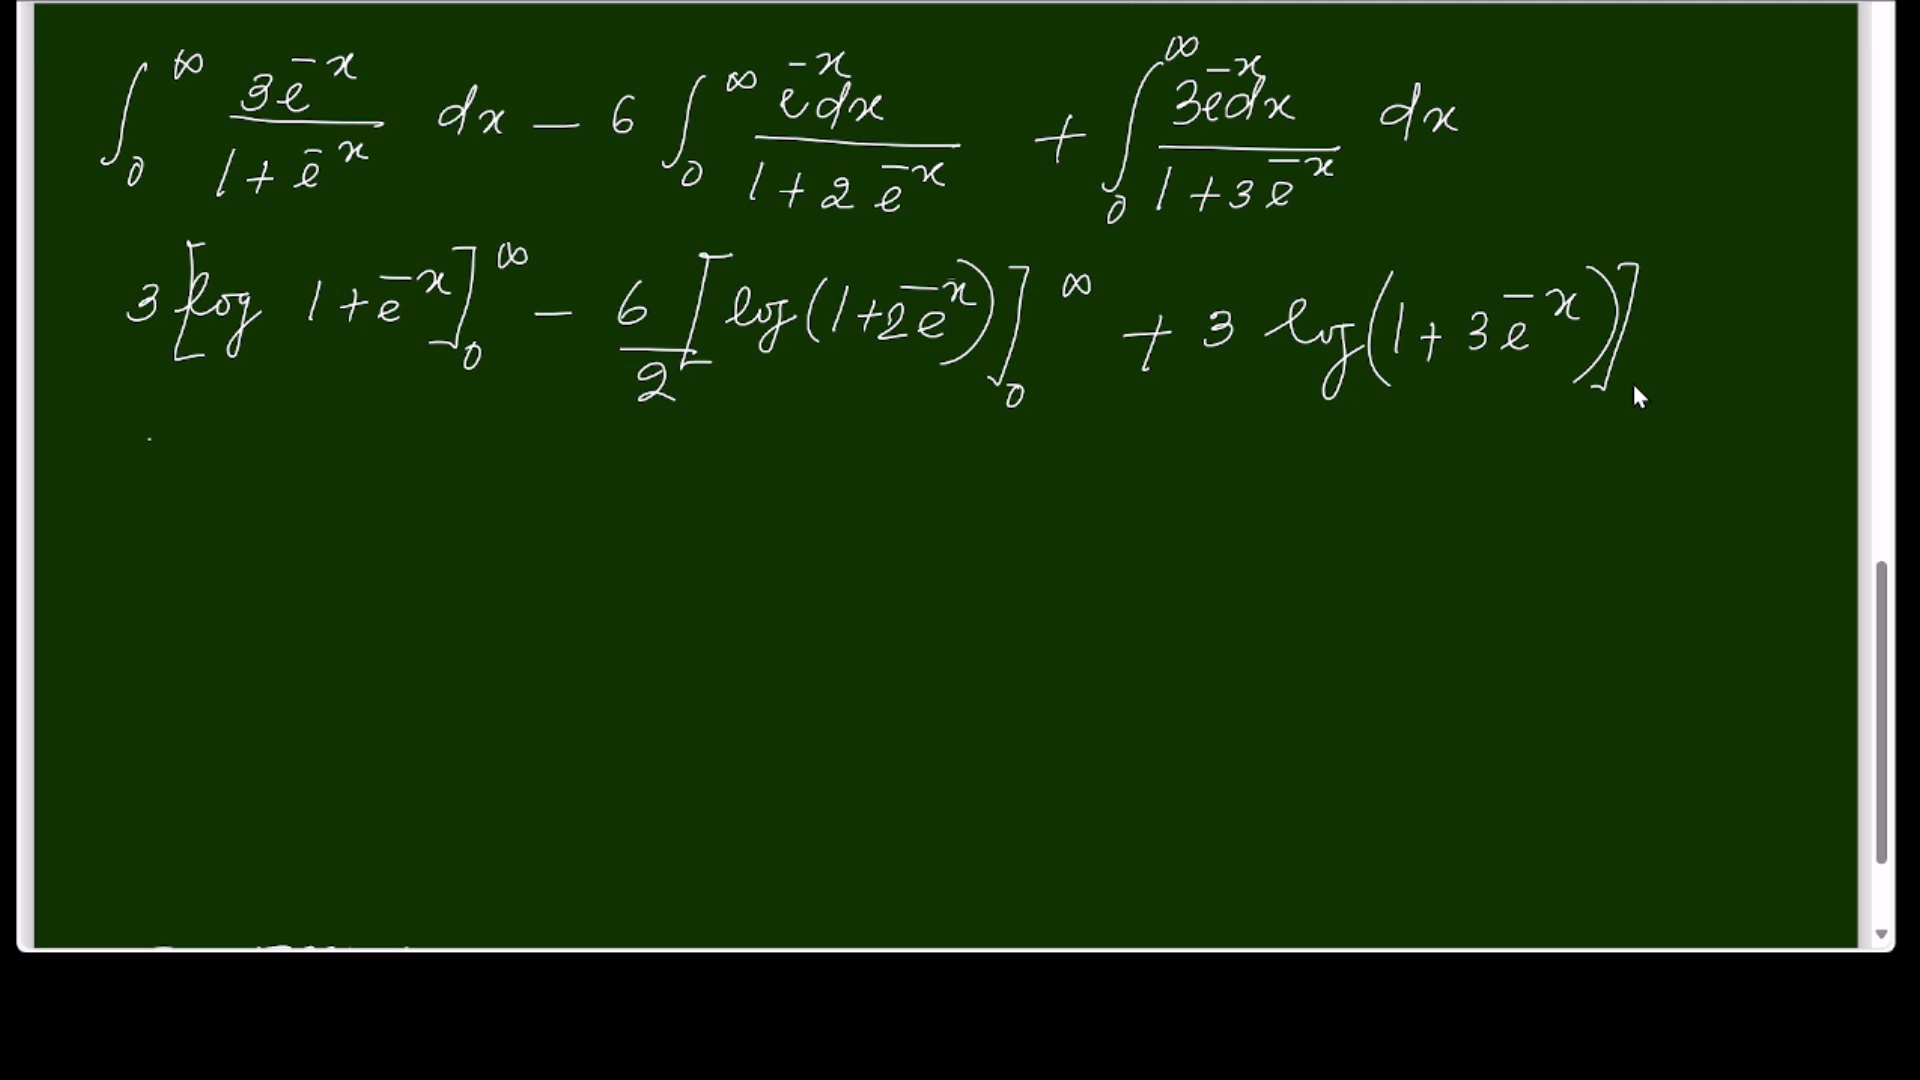 ∫₀^∞ 3e^{-x}/(1+e^{-x}) dx − 6 ∫₀^∞ e^{-x}dx/(1+2e^{-x}) + ∫₀^∞ 3e^{-x}dx/(1+3e^{-x}) dx
3[log 1+e^{-x}]₀^∞ − 6/2 [log(1+2e^{-x})]₀^∞ + 3 log(1+3e^{-x})]